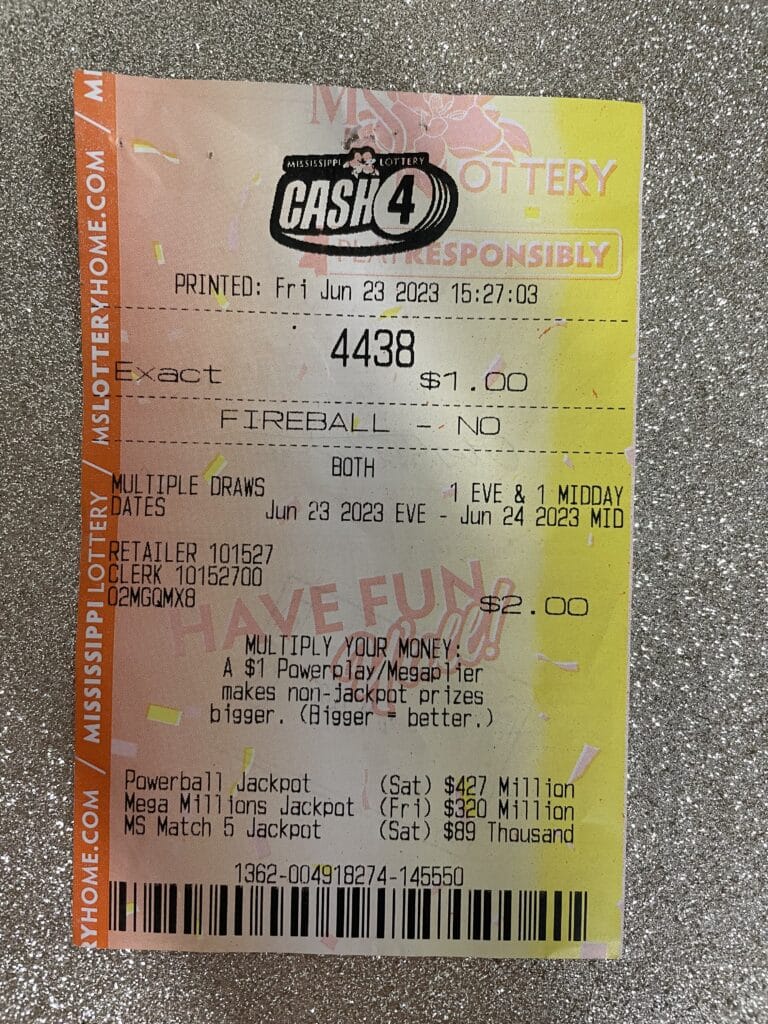 MS
LOTTERY
MISSISSIPPI LOTTERY
CASH 4
PLAY RESPONSIBLY
PRINTED: Fri Jun 23 2023 15:27:03
4438
Exact $1.00
FIREBALL - NO
BOTH
MULTIPLE DRAWS 1 EVE & 1 MIDDAY
DATES Jun 23 2023 EVE - Jun 24 2023 MID
RETAILER 101527
CLERK 10152700
02MGQMX8 $2.00
HAVE FUN
Y'all!
MULTIPLY YOUR MONEY:
A $1 Powerplay/Megaplier
makes non-jackpot prizes
bigger. (Bigger = better.)
Powerball Jackpot (Sat) $427 Million
Mega Millions Jackpot (Fri) $320 Million
MS Match 5 Jackpot (Sat) $89 Thousand
1362-004918274-145550
RYHOME.COM / MISSISSIPPI LOTTERY / MSLOTTERYHOME.COM / MI